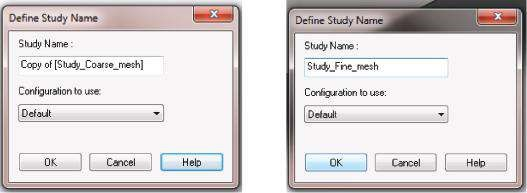 Define Study Name
Study Name :
Copy of [Study_Coarse_mesh]
Configuration to use:
Default
OK Cancel Help
Define Study Name
Study Name :
Study_Fine_mesh
Configuration to use:
Default
OK Cancel Help